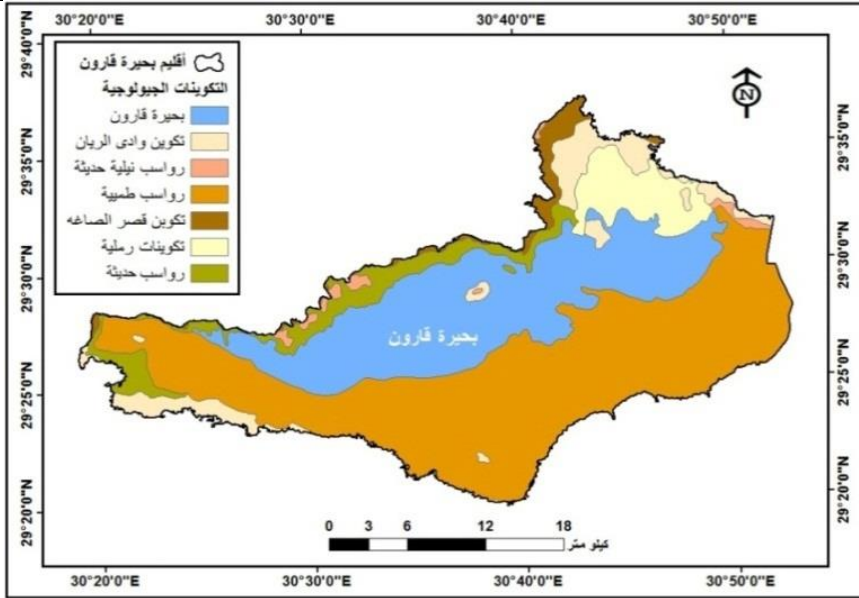 30°20'0"E 30°30'0"E 30°40'0"E 30°50'0"E
29°40'0"N 29°35'0"N 29°30'0"N 29°25'0"N 29°20'0"N
أقليم بحيرة قارون
التكوينات الجيولوجية
بحيرة قارون
تكوين وادى الريان
رواسب نيلية حديثة
رواسب طميية
تكوين قصر الصاغه
تكوينات رملية
رواسب حديثة
N
بحيرة قارون
29°40'0"N 29°35'0"N 29°30'0"N 29°25'0"N 29°20'0"N
0 3 6 12 18
كيلو متر
30°20'0"E 30°30'0"E 30°40'0"E 30°50'0"E